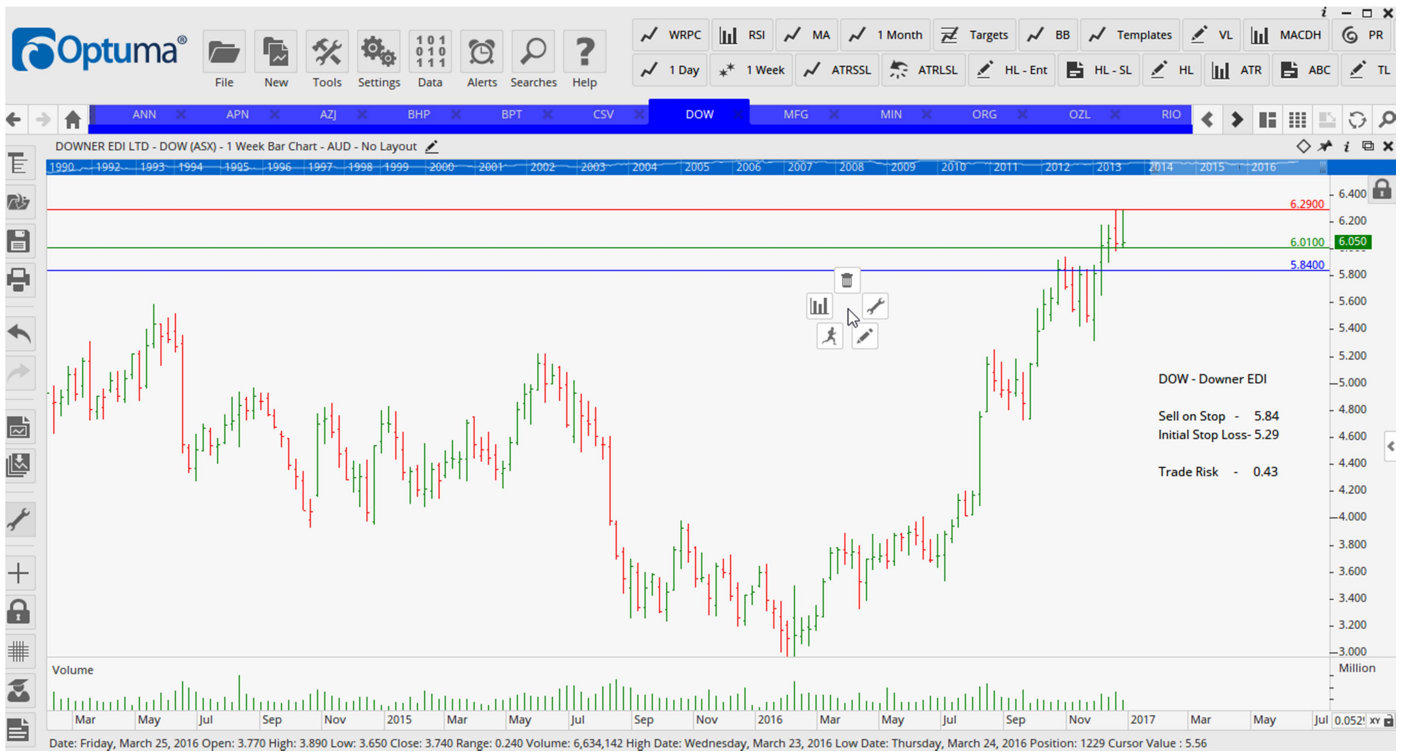 i
Optuma®
File New Tools Settings Data Alerts Searches Help
101
010
111
WRPC RSI MA 1 Month Targets BB Templates VL MACDH PR
1 Day 1 Week ATRSSL ATRLSL HL - Ent HL - SL HL ATR ABC TL
ANN APN AZJ BHP BPT CSV DOW MFG MIN ORG OZL RIO
DOWNER EDI LTD - DOW (ASX) - 1 Week Bar Chart - AUD - No Layout
i
1990 1992 1993 1994 1995 1996 1997 1998 1999 2000 2001 2002 2003 2004 2005 2006 2007 2008 2009 2010 2011 2012 2013 2014 2015 2016
6.400
6.2900
6.200
6.0100 6.050
5.8400
5.800
5.600
5.400
5.200
DOW - Downer EDI
5.000
Sell on Stop - 5.84
4.800
Initial Stop Loss- 5.29
4.600
Trade Risk - 0.43
4.400
4.200
4.000
3.800
3.600
3.400
3.200
3.000
Volume
Million
Mar May Jul Sep Nov 2015 Mar May Jul Sep Nov 2016 Mar May Jul Sep Nov 2017 Mar May Jul XY
Date: Friday, March 25, 2016 Open: 3.770 High: 3.890 Low: 3.650 Close: 3.740 Range: 0.240 Volume: 6,634,142 High Date: Wednesday, March 23, 2016 Low Date: Thursday, March 24, 2016 Position: 1229 Cursor Value : 5.56